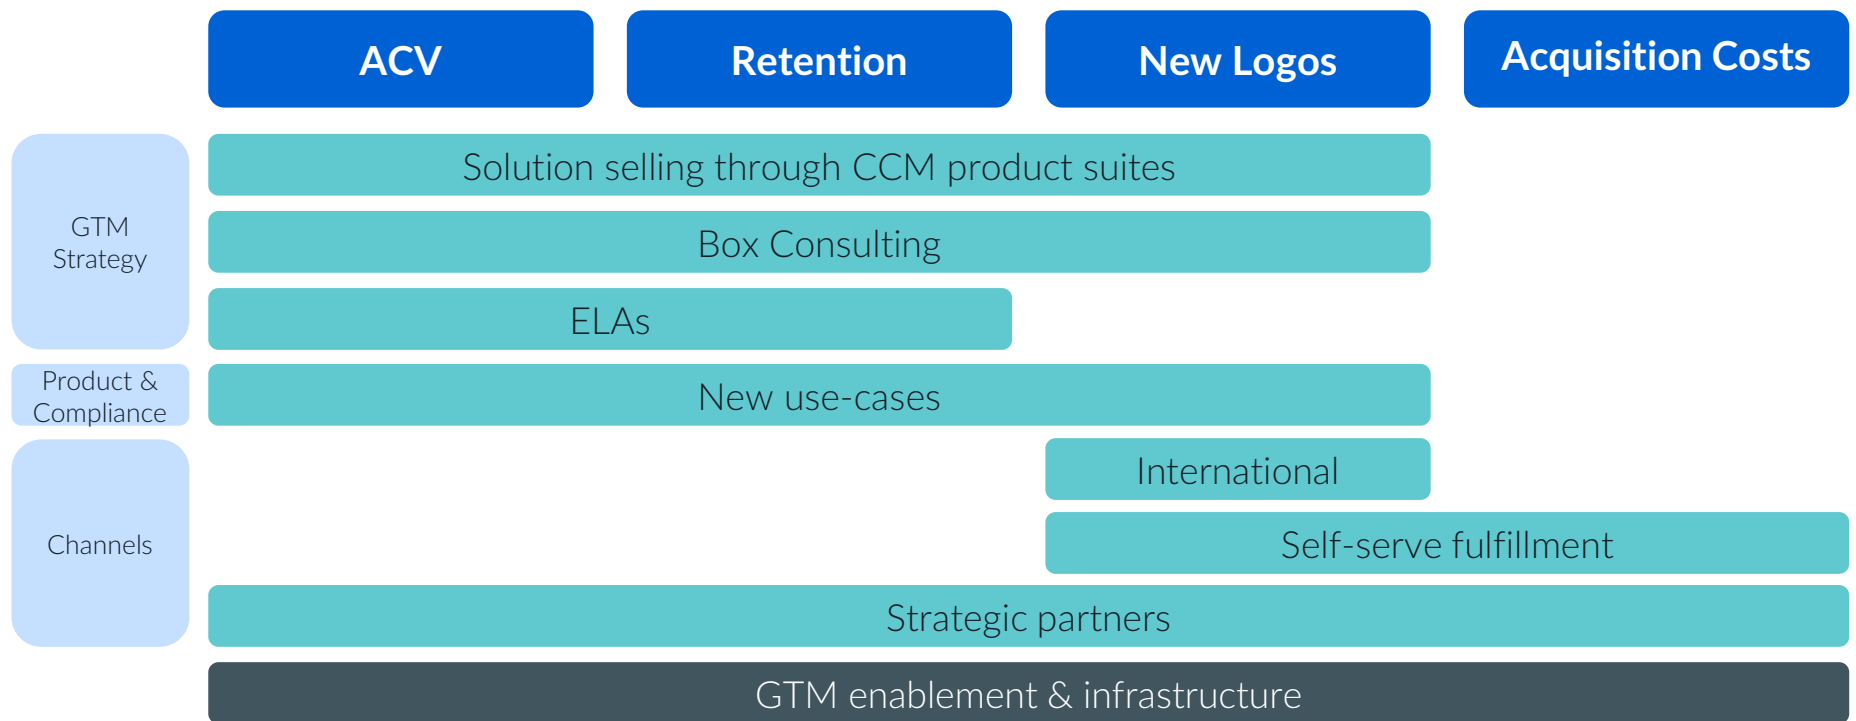 ACV
Retention
New Logos
Acquisition Costs
GTM
Strategy
Solution selling through CCM product suites
Box Consulting
ELAs
Product &
Compliance
New use-cases
Channels
International
Self-serve fulfillment
Strategic partners
GTM enablement & infrastructure